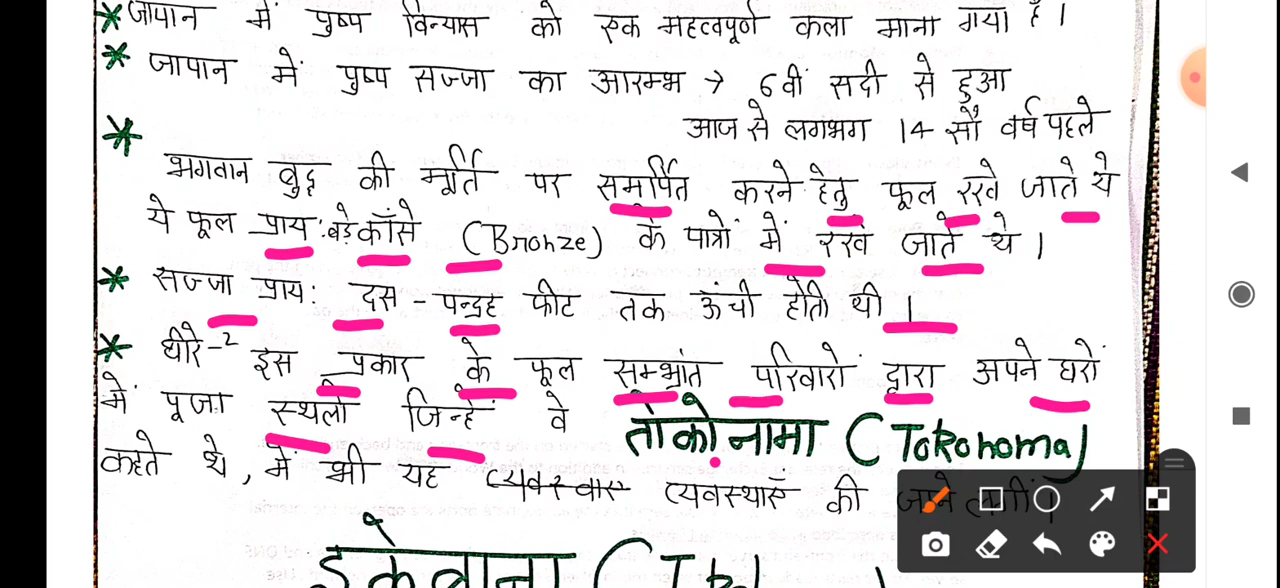 * जापान में पुष्प विन्यास को एक महत्वपूर्ण कला माना गया है।
* जापान में पुष्प सज्जा का आरम्भ → 6वीं सदी से हुआ
आज से लगभग 14 सौ वर्ष पहले
*
भगवान बुद्ध की मूर्ति पर समर्पित करने हेतु फूल रखे जाते थे
ये फूल प्राय: बड़े काँसे (Bronze) के पात्रों में रखे जाते थे।
* सज्जा प्राय: दस - पन्द्रह फीट तक ऊंची होती थी।
* धीरे-2 इस प्रकार के फूल सम्भ्रांत परिवारो द्वारा अपने घरों
में पूजा स्थलो जिन्हें वे तोकोनामा (Tokonoma)
कहते थे, में भी यह व्यवस्थाएँ की
इकेबाना (